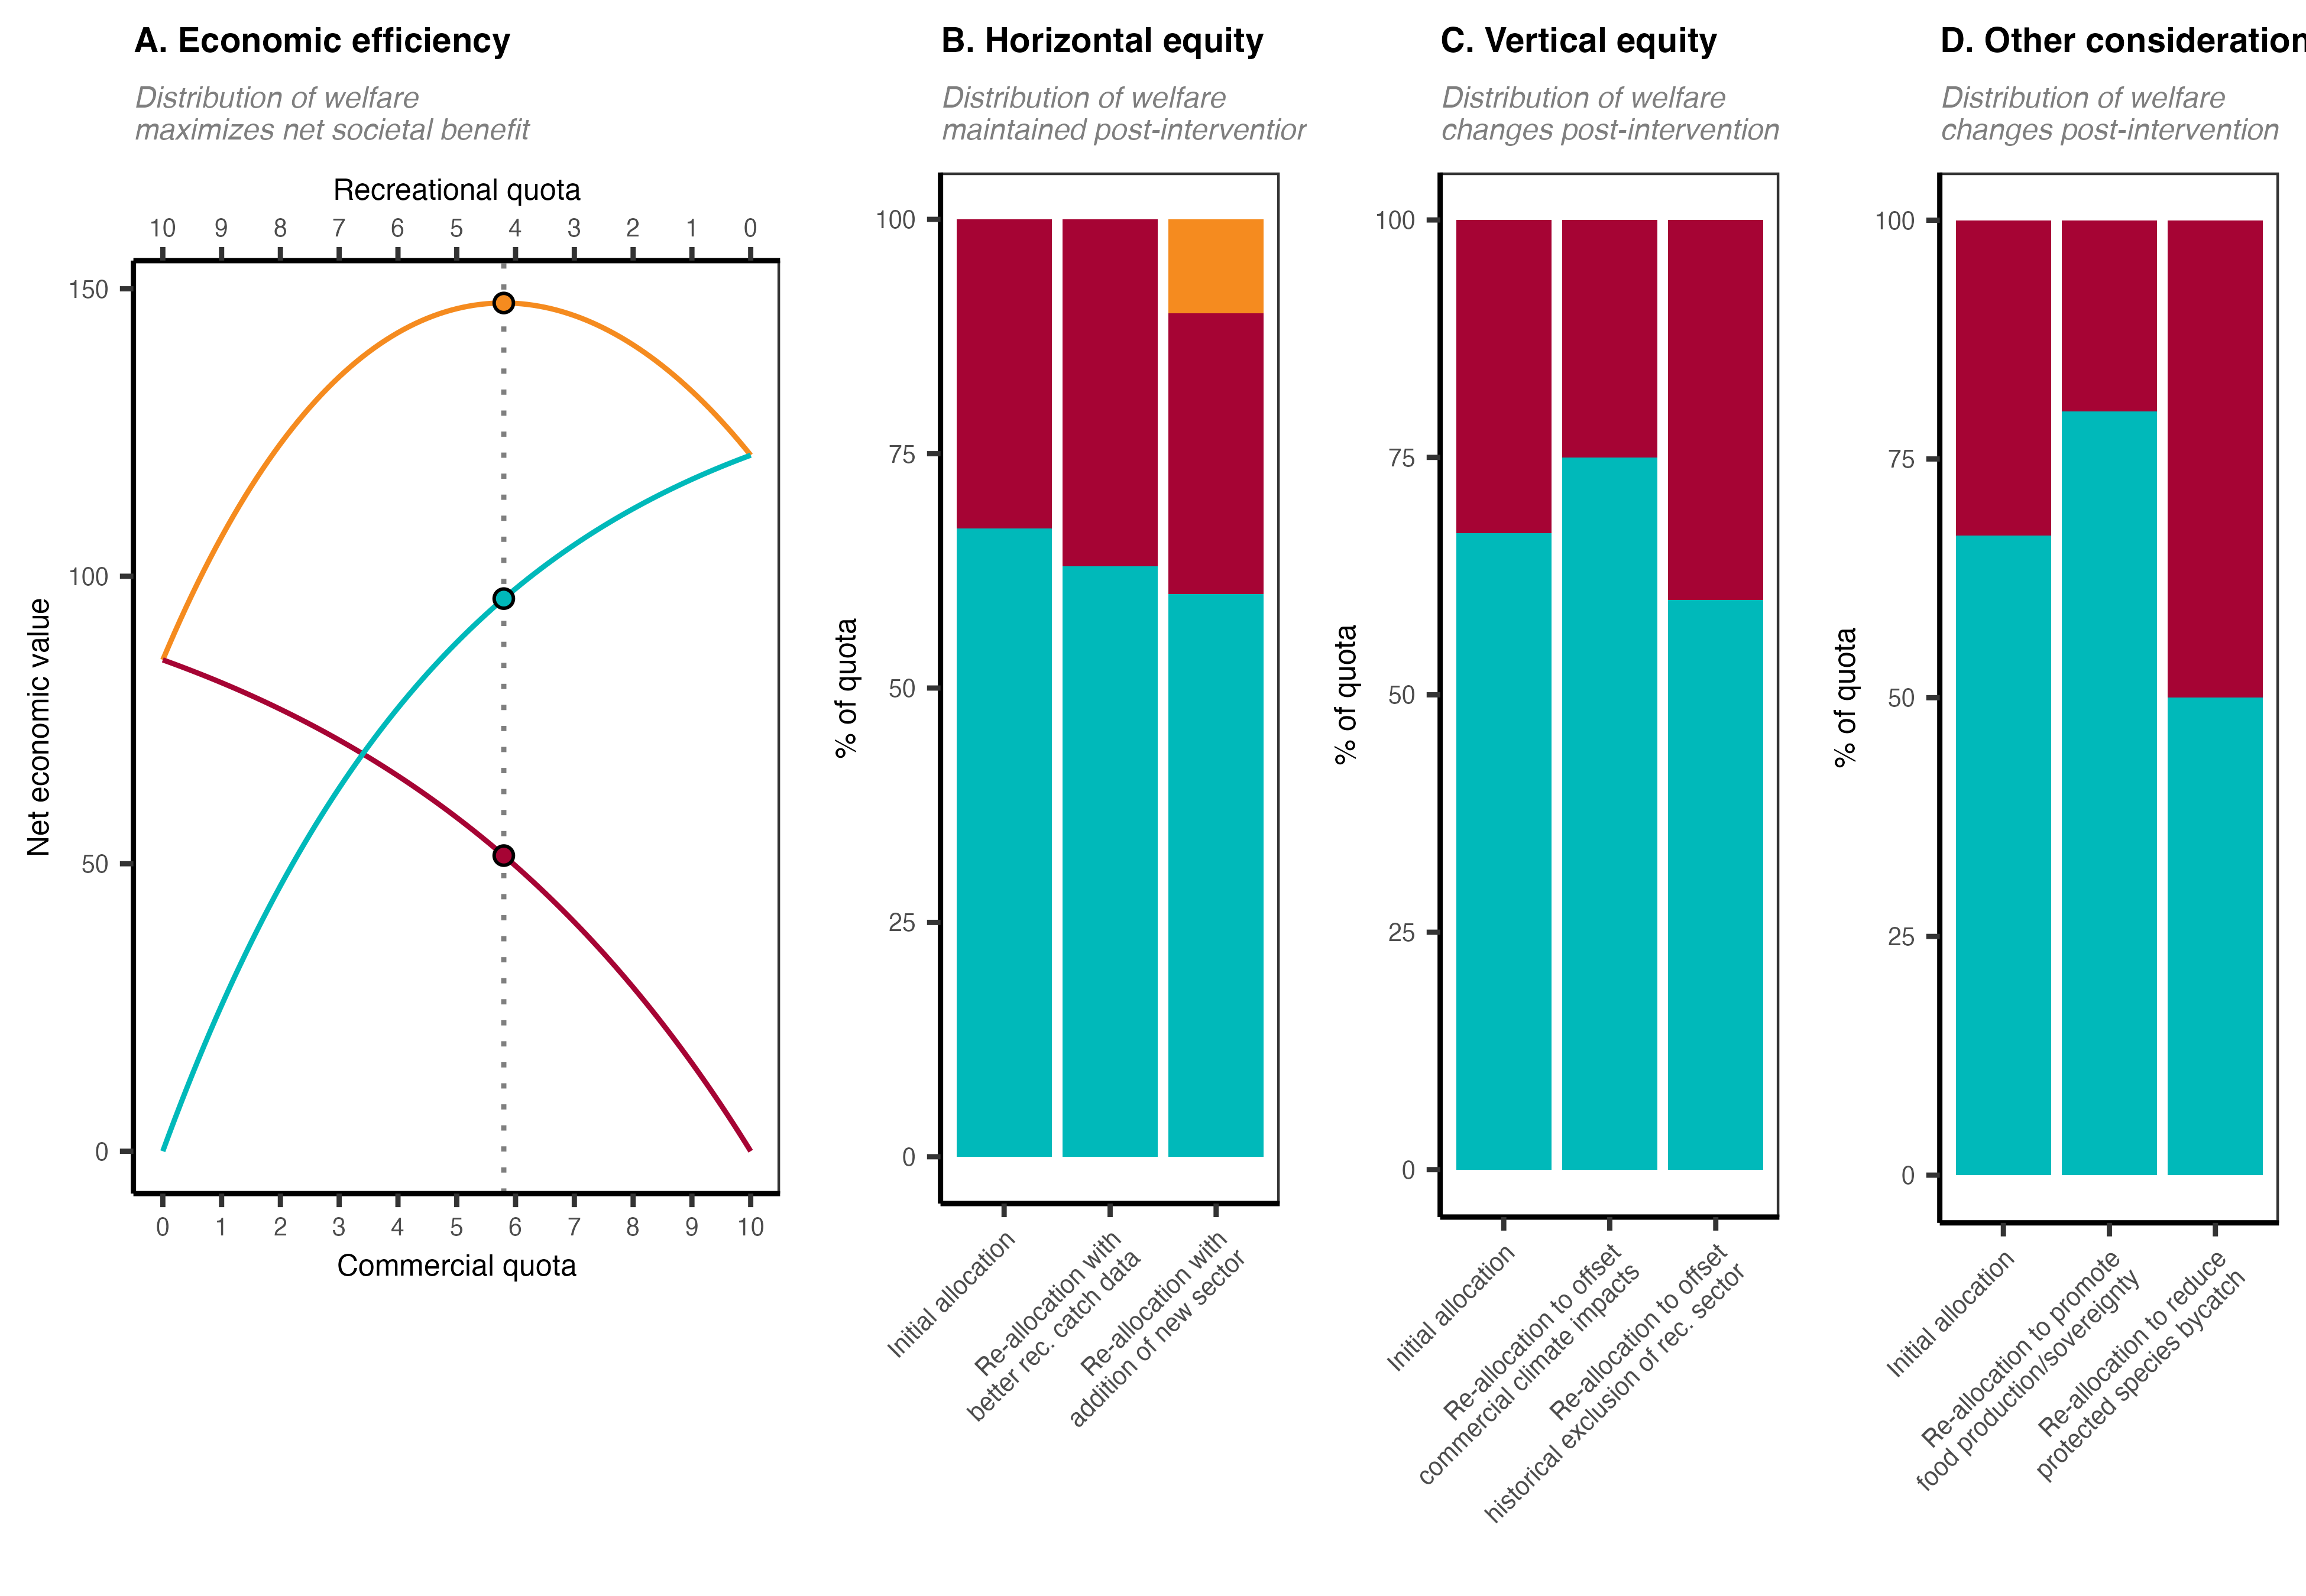 A. Economic efficiency
Distribution of welfare
maximizes net societal benefit
Recreational quota
10 9 8 7 6 5 4 3 2 1 0
150
100
50
0
Net economic value
0 1 2 3 4 5 6 7 8 9 10
Commercial quota
B. Horizontal equity
Distribution of welfare
maintained post-intervention
100
75
50
25
0
% of quota
Initial allocation
Re-allocation with
better rec. catch data
Re-allocation with
addition of new sector
C. Vertical equity
Distribution of welfare
changes post-intervention
100
75
50
25
0
% of quota
Initial allocation
Re-allocation to offset
commercial climate impacts
Re-allocation to offset
historical exclusion of rec. sector
D. Other consideration
Distribution of welfare
changes post-intervention
100
75
50
25
0
% of quota
Initial allocation
Re-allocation to promote
food production/sovereignty
Re-allocation to reduce
protected species bycatch